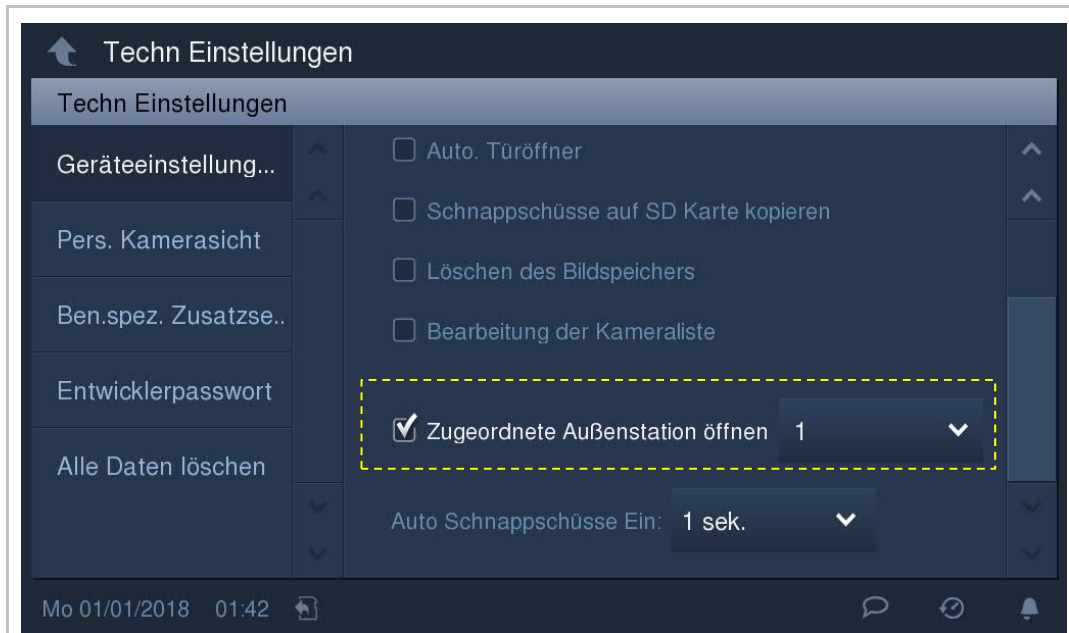 Techn Einstellungen
Techn Einstellungen
Geräteeinstellung...
Pers. Kamerasicht
Ben.spez. Zusatzse..
Entwicklerpasswort
Alle Daten löschen
Auto. Türöffner
Schnappschüsse auf SD Karte kopieren
Löschen des Bildspeichers
Bearbeitung der Kameraliste
Zugeordnete Außenstation öffnen 1
Auto Schnappschüsse Ein: 1 sek.
Mo 01/01/2018 01:42